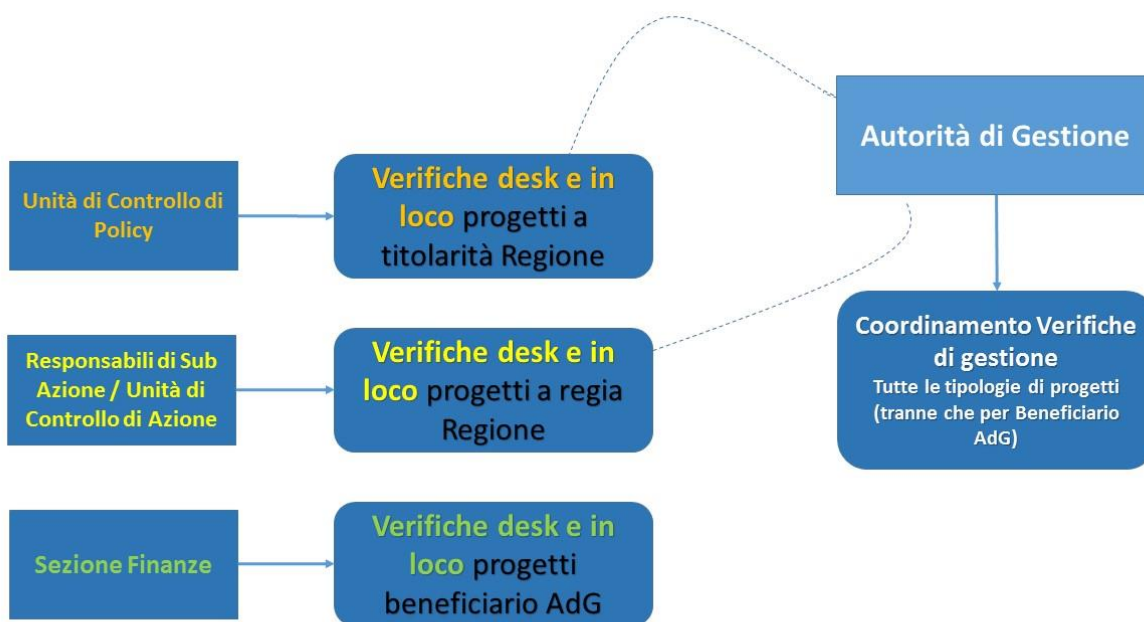 Unità di Controllo di
Policy
Verifiche desk e in
loco progetti a
titolarità Regione
Responsabili di Sub
Azione / Unità di
Controllo di Azione
Verifiche desk e in
loco progetti a regia
Regione
Sezione Finanze
Verifiche desk e in
loco progetti
beneficiario AdG
Autorità di Gestione
Coordinamento Verifiche
di gestione
Tutte le tipologie di progetti
(tranne che per Beneficiario
AdG)